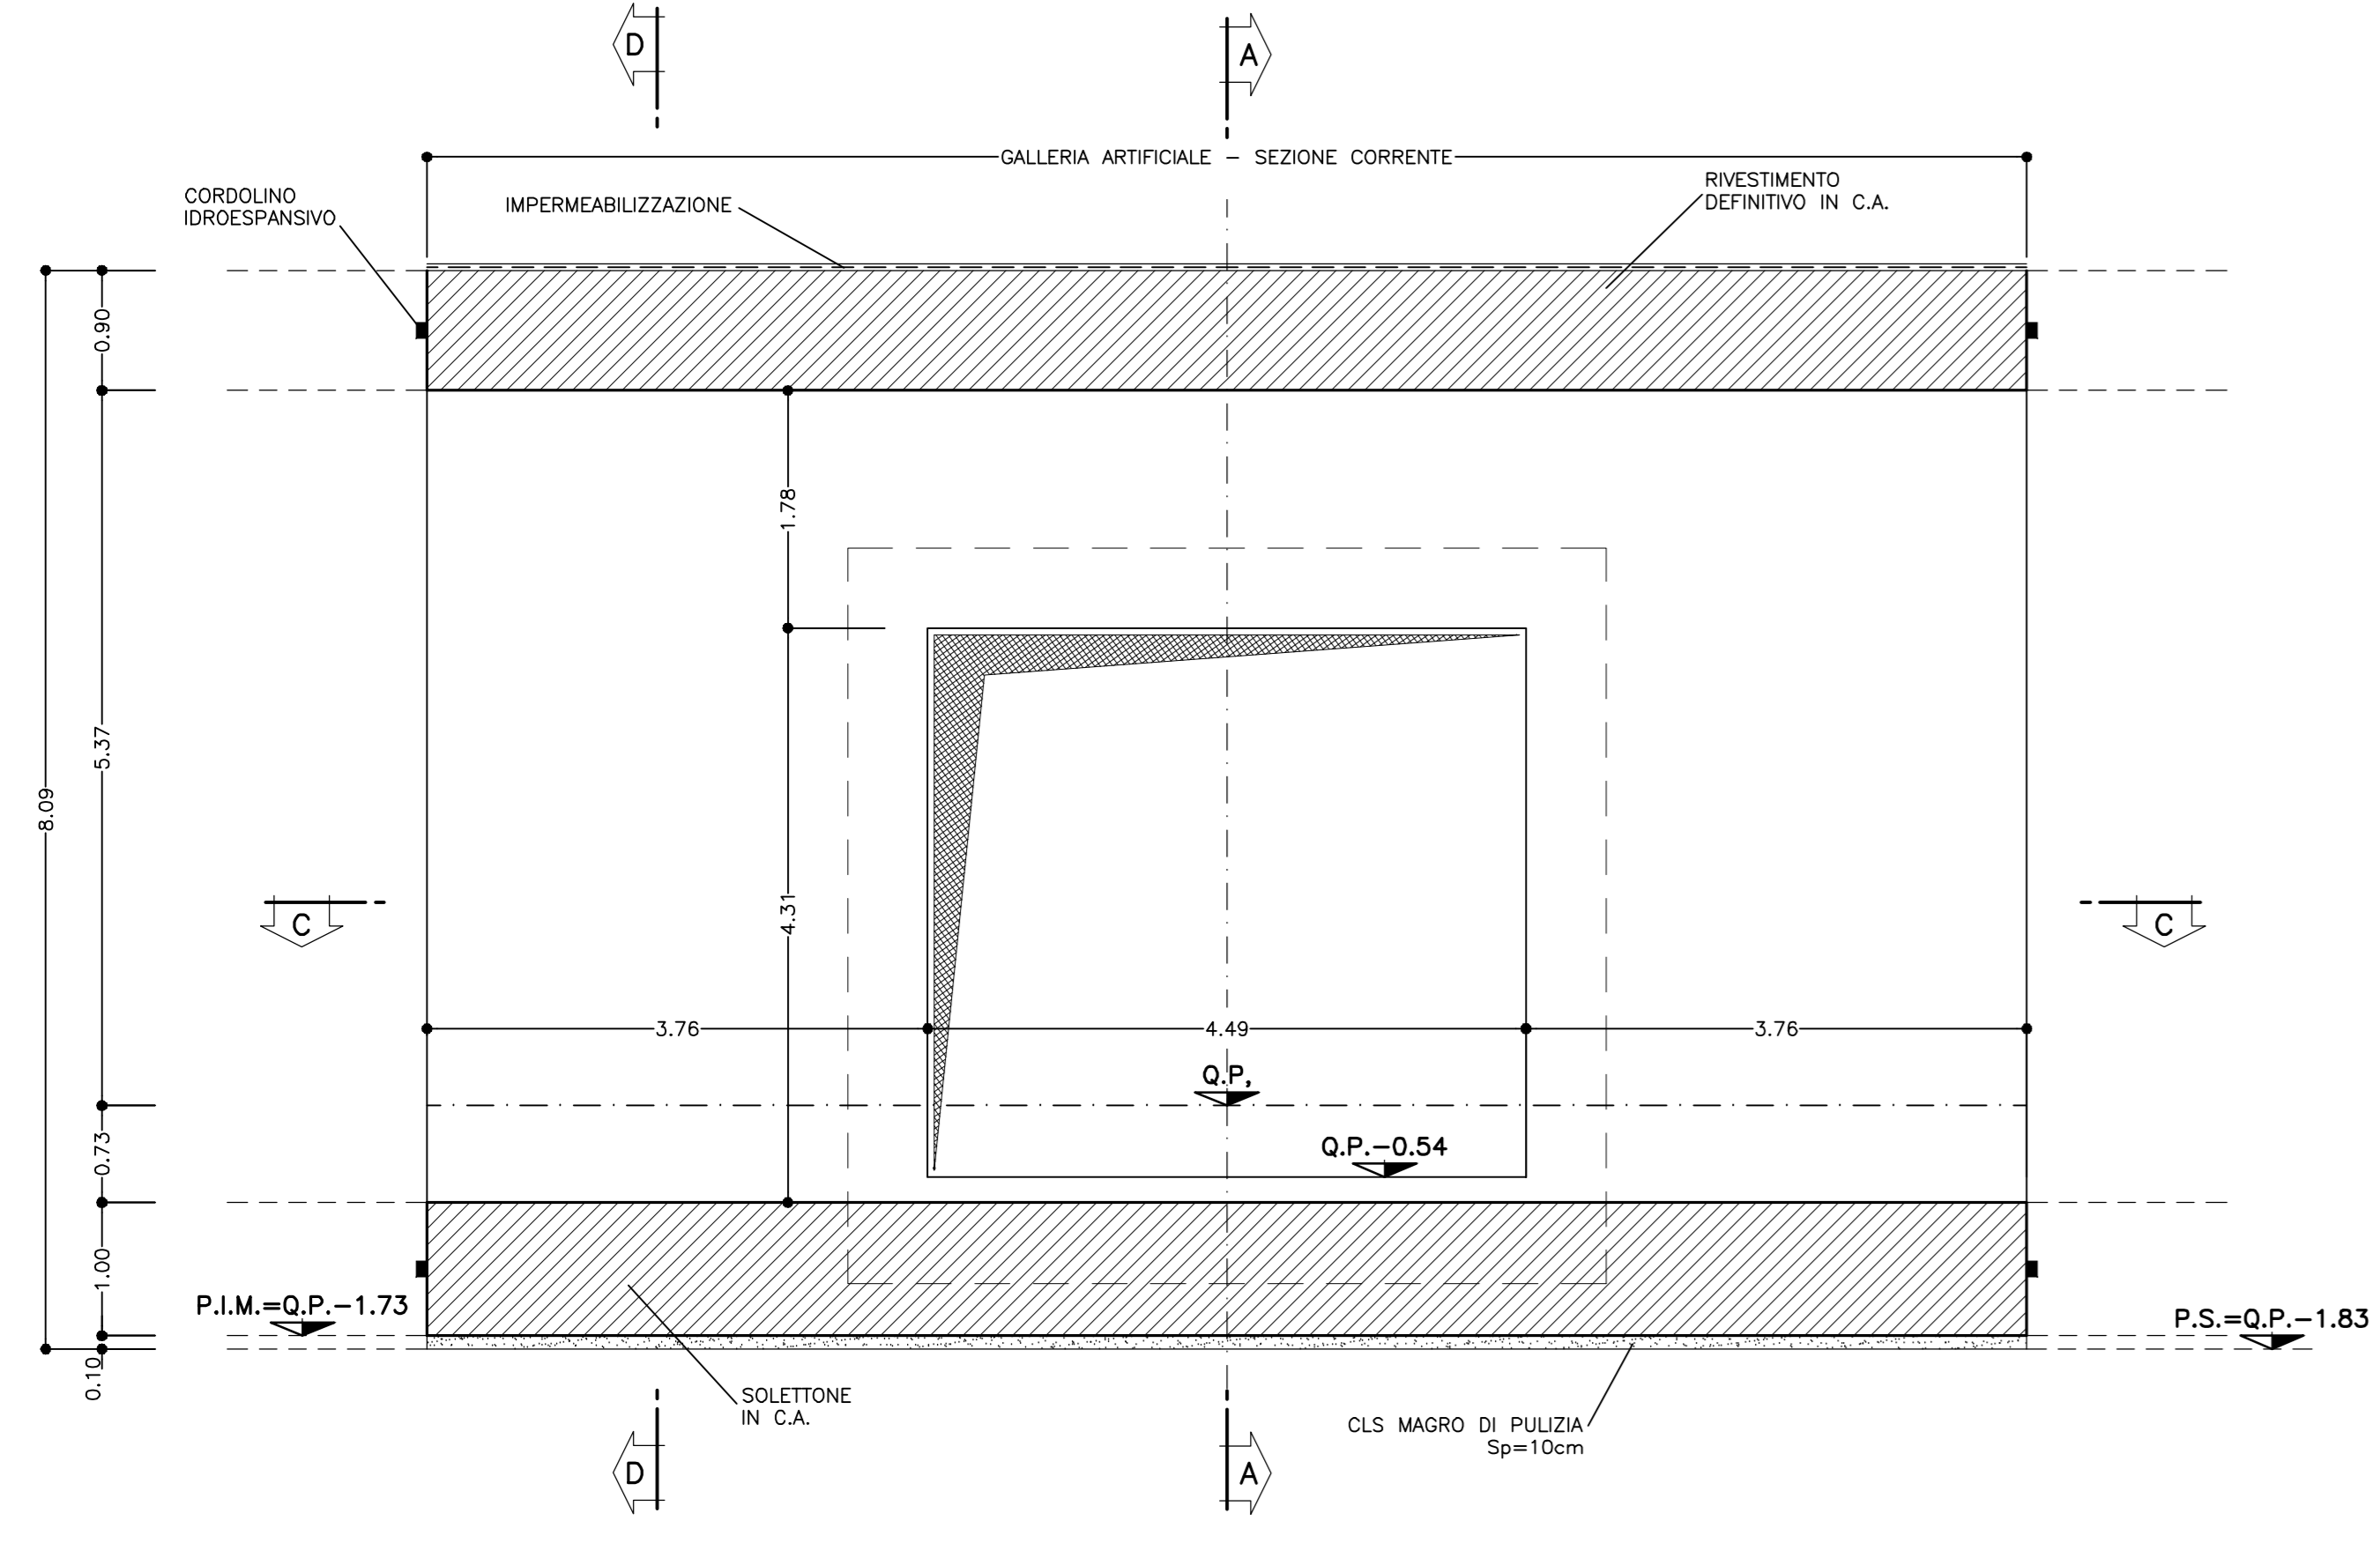 D
A
GALLERIA ARTIFICIALE – SEZIONE CORRENTE
CORDOLINO
IDROESPANSIVO
IMPERMEABILIZZAZIONE
RIVESTIMENTO
DEFINITIVO IN C.A.
0.90
1.78
5.37
8.09
4.31
C
C
3.76
4.49
3.76
Q.P,
Q.P.-0.54
0.73
1.00
P.I.M.=Q.P.-1.73
P.S.=Q.P.-1.83
0.10
SOLETTONE
IN C.A.
CLS MAGRO DI PULIZIA
Sp=10cm
D
A